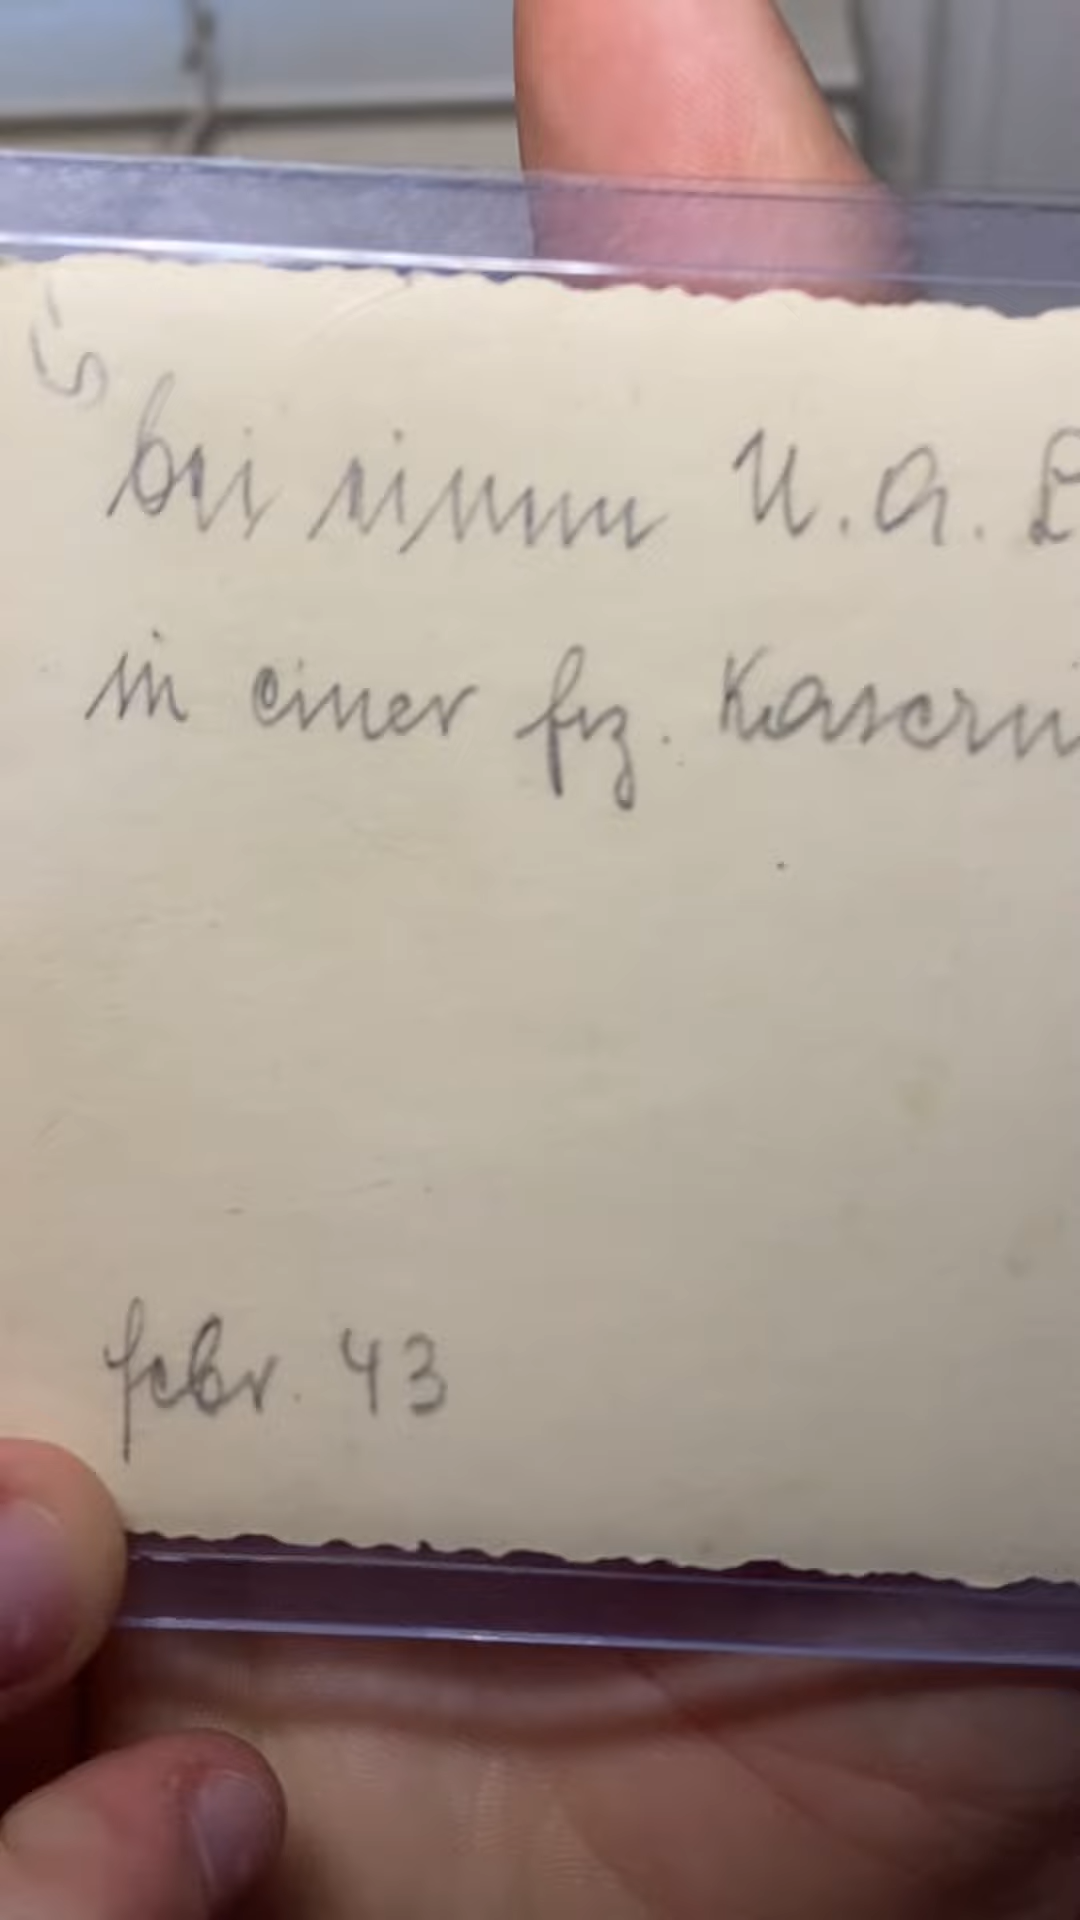 bei einem U. A. L
in einer frz. Kaserne
febr. 43